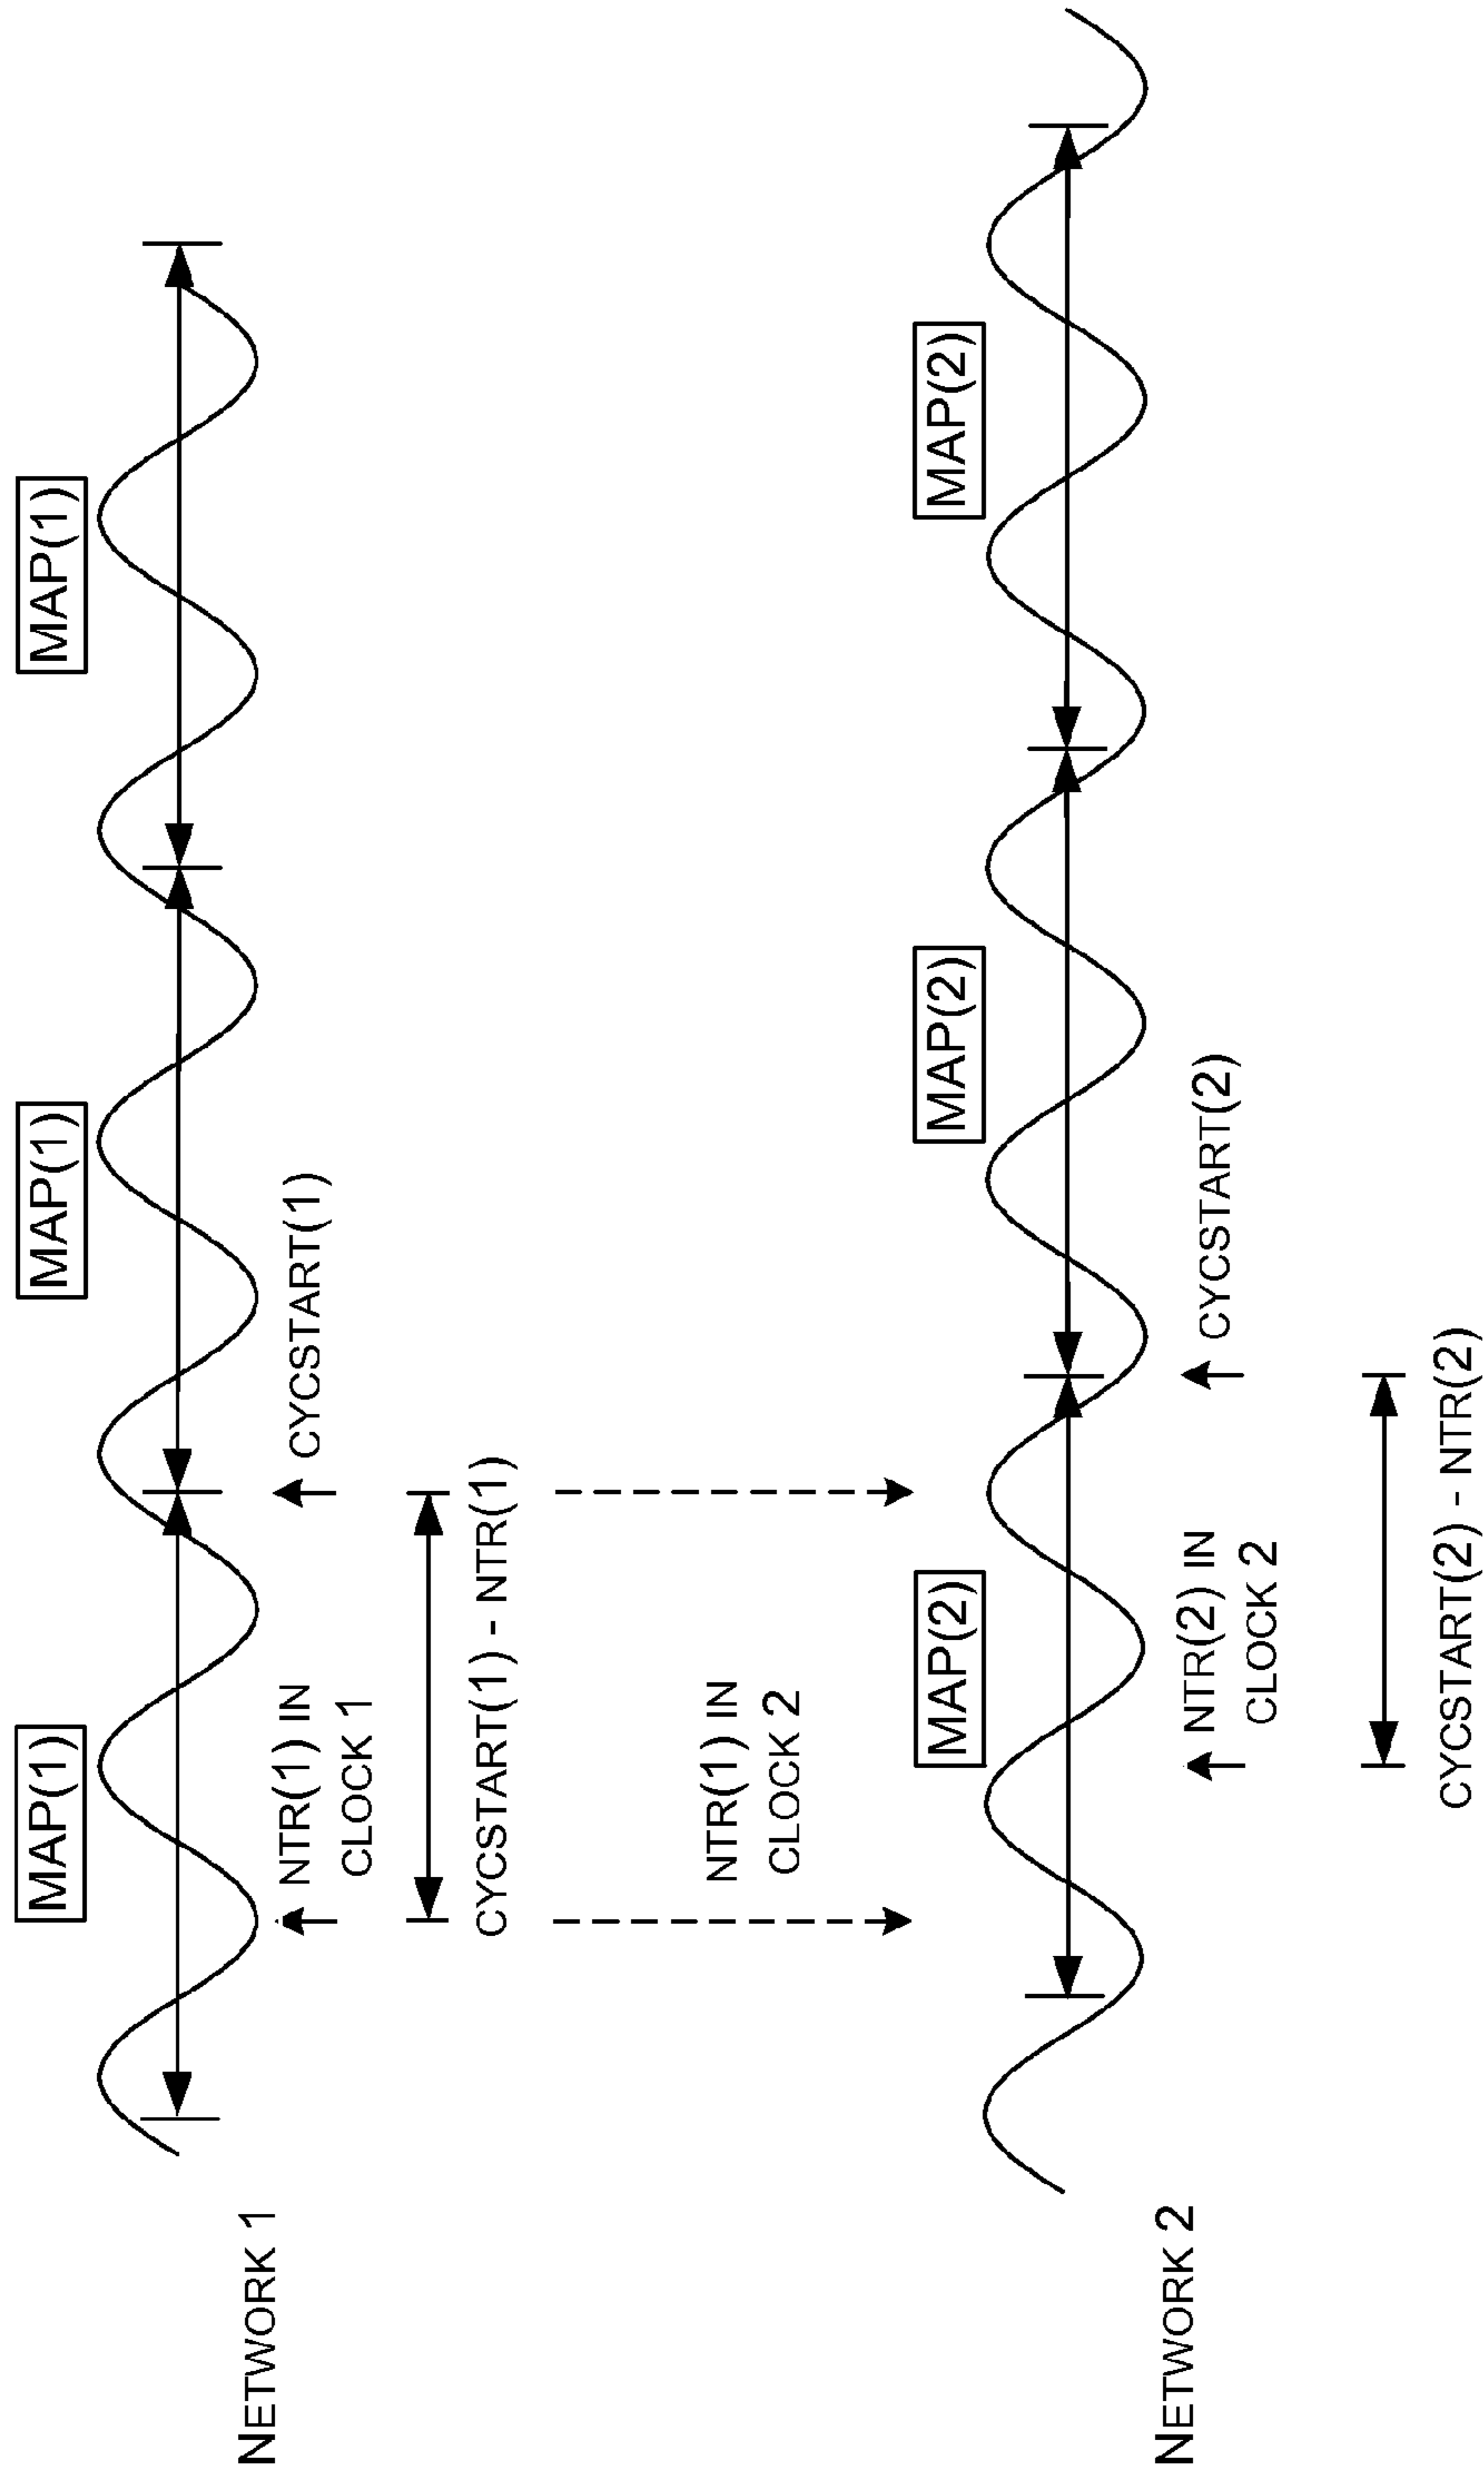 NETWORK 1
MAP(1)
MAP(1)
MAP(1)
NTR(1) IN
CLOCK 1
CYCSTART(1)
CYCSTART(1) - NTR(1)
NTR(1) IN
CLOCK 2
NETWORK 2
MAP(2)
MAP(2)
MAP(2)
NTR(2) IN
CLOCK 2
CYCSTART(2)
CYCSTART(2) - NTR(2)